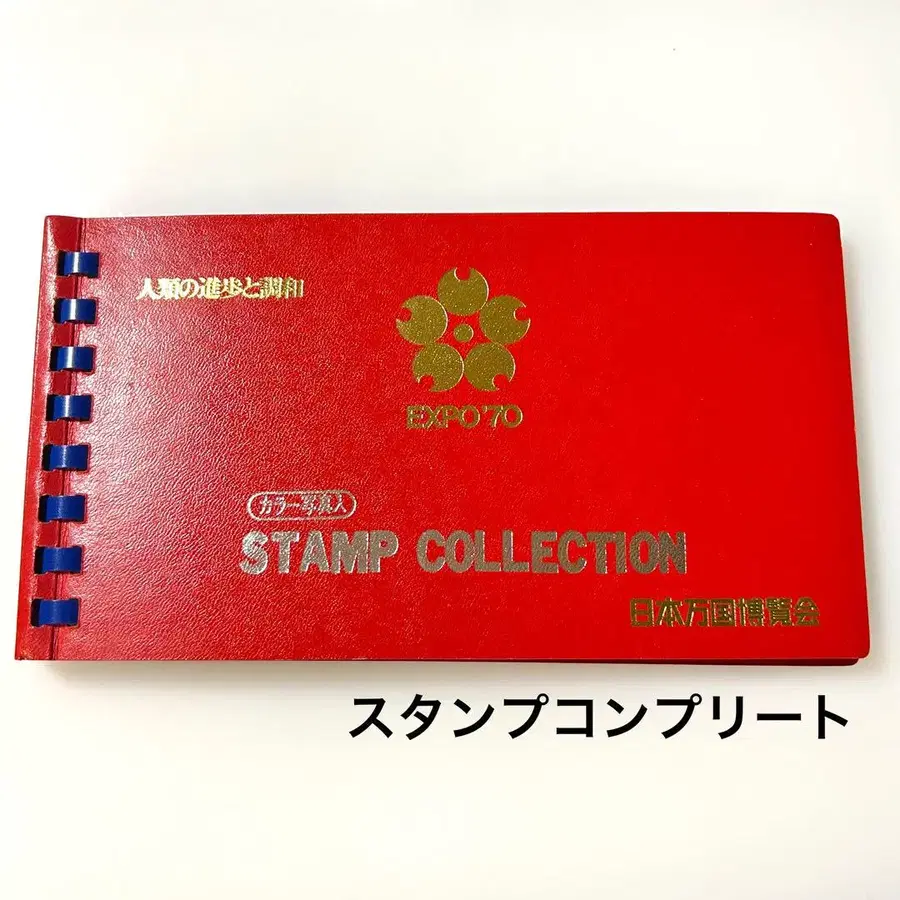 人類の進歩と調和
EXPO'70
カラー写真入
STAMP COLLECTION
日本万国博覧会
スタンプコンプリート